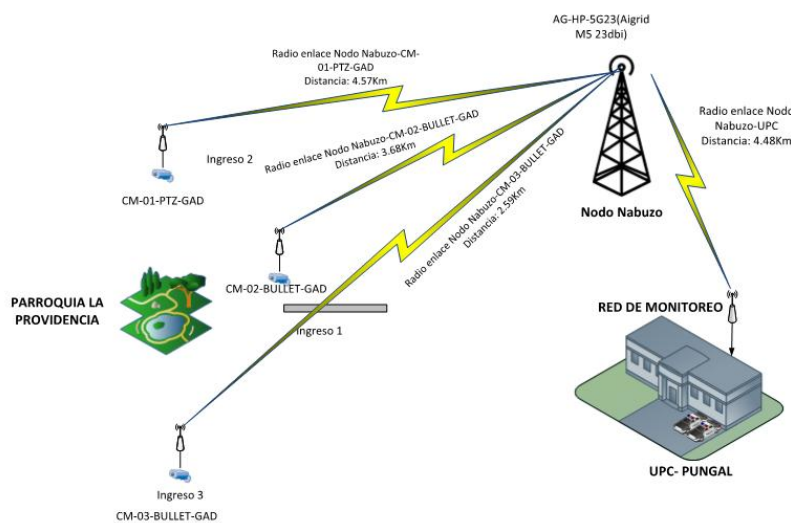 AG-HP-5G23(Aigrid
M5 23dbi)
Radio enlace Nodo Nabuzo-CM-
01-PTZ-GAD
Distancia: 4.57Km
Radio enlace Nodo
Nabuzo-UPC
Distancia: 4.48Km
Radio enlace Nodo Nabuzo-CM-02-BULLET-GAD
Distancia: 3.68Km
Ingreso 2
CM-01-PTZ-GAD
Radio enlace Nodo Nabuzo-CM-03-BULLET-GAD
Distancia: 2.59Km
Nodo Nabuzo
CM-02-BULLET-GAD
PARROQUIA LA
PROVIDENCIA
RED DE MONITOREO
Ingreso 1
UPC- PUNGAL
Ingreso 3
CM-03-BULLET-GAD